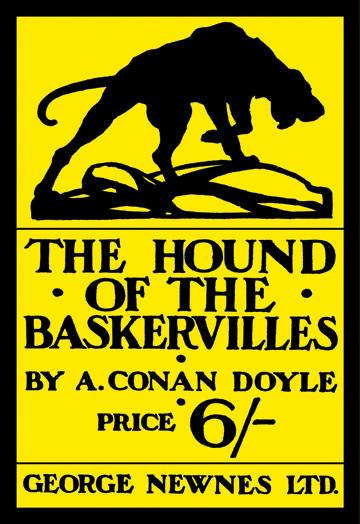 THE HOUND
· OF THE ·
BASKERVILLES
·
BY A. CONAN DOYLE
·
PRICE 6/-
GEORGE NEWNES LTD.